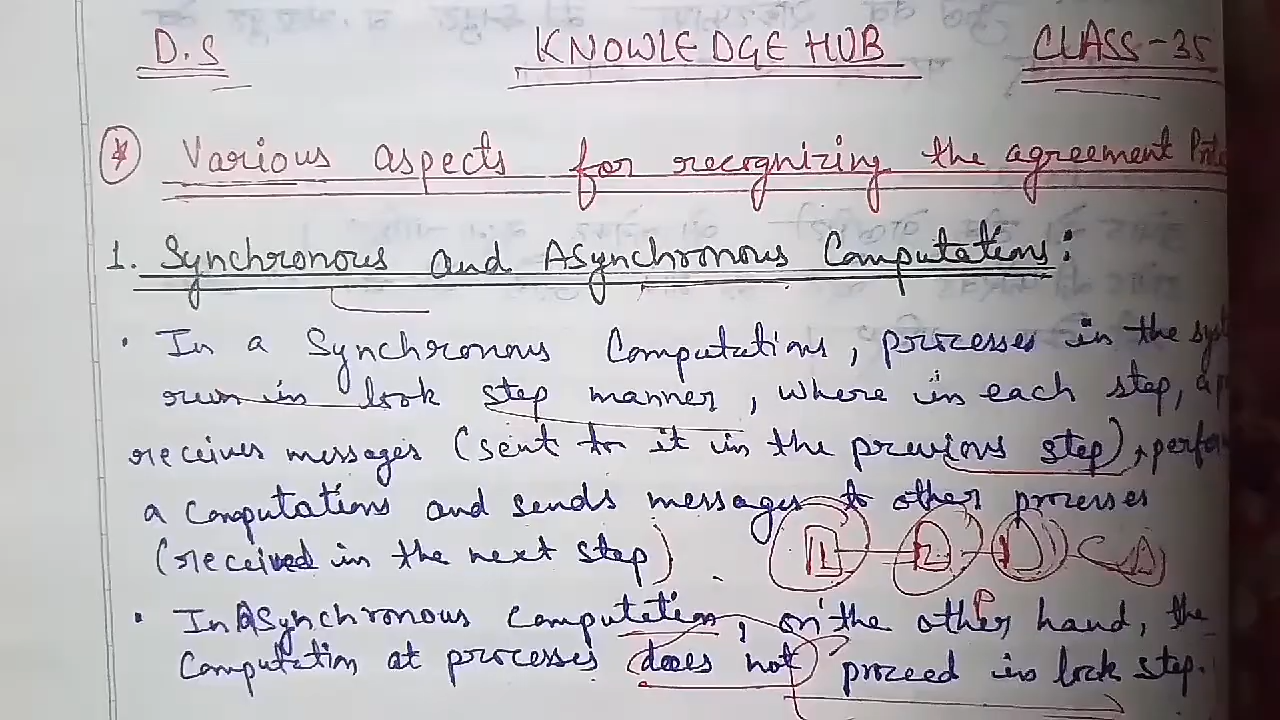 D.S KNOWLEDGE HUB CLASS-35
Various aspects for recognizing the agreement
1. Synchronous and Asynchronous Computations:
• In a Synchronous Computations, processes in the
run in lock step manner, where in each step, a
receives messages (sent to it in the previous step),
a computations and sends messages to other processes
(received in the next step)
• In Asynchronous Computation, on the other hand, the
Computation at processes does not proceed in lock step.